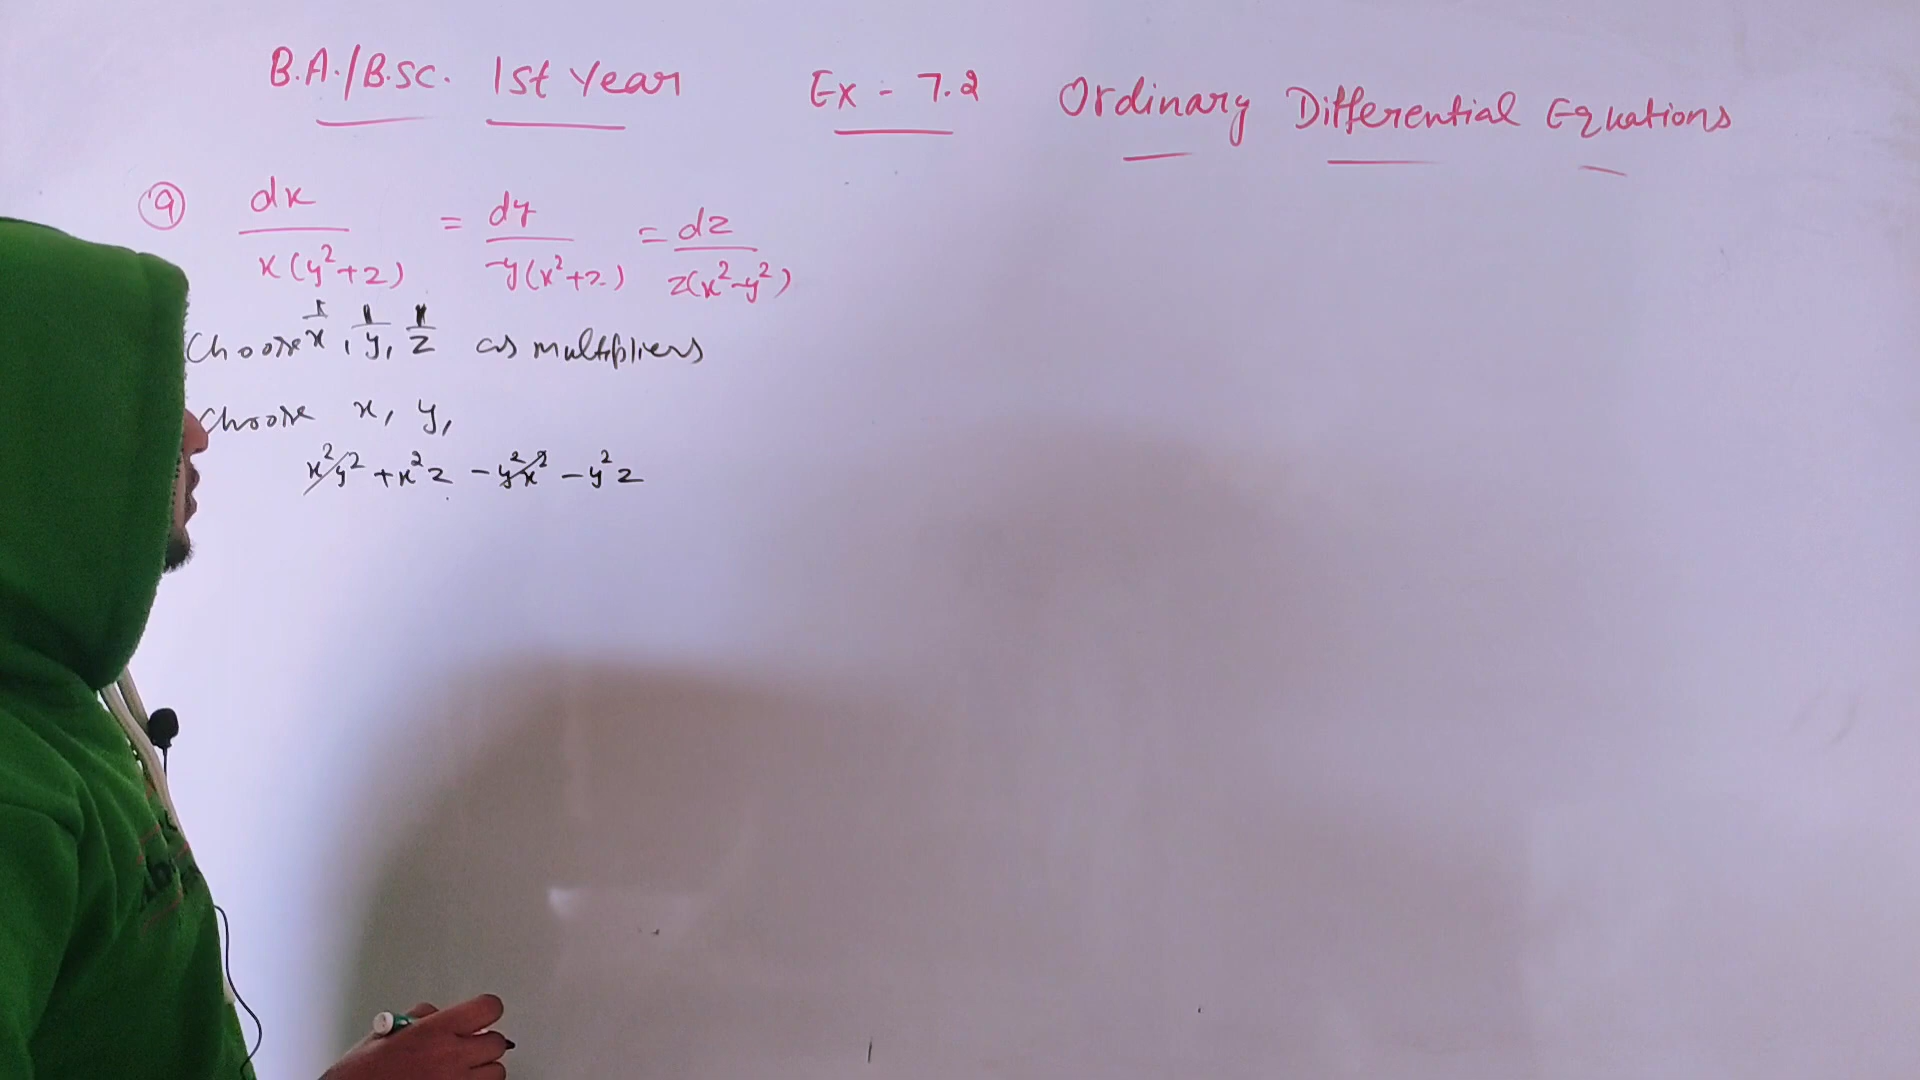 B.A./B.Sc. 1st Year Ex - 7.2 Ordinary Differential Equations
⑨ dx/x(y²+z) = dy/-y(x²+z) = dz/z(x²-y²)
Choose 1/x, 1/y, 1/z as multipliers
Choose x, y,
x²y² + x²z - y²x² - y²z